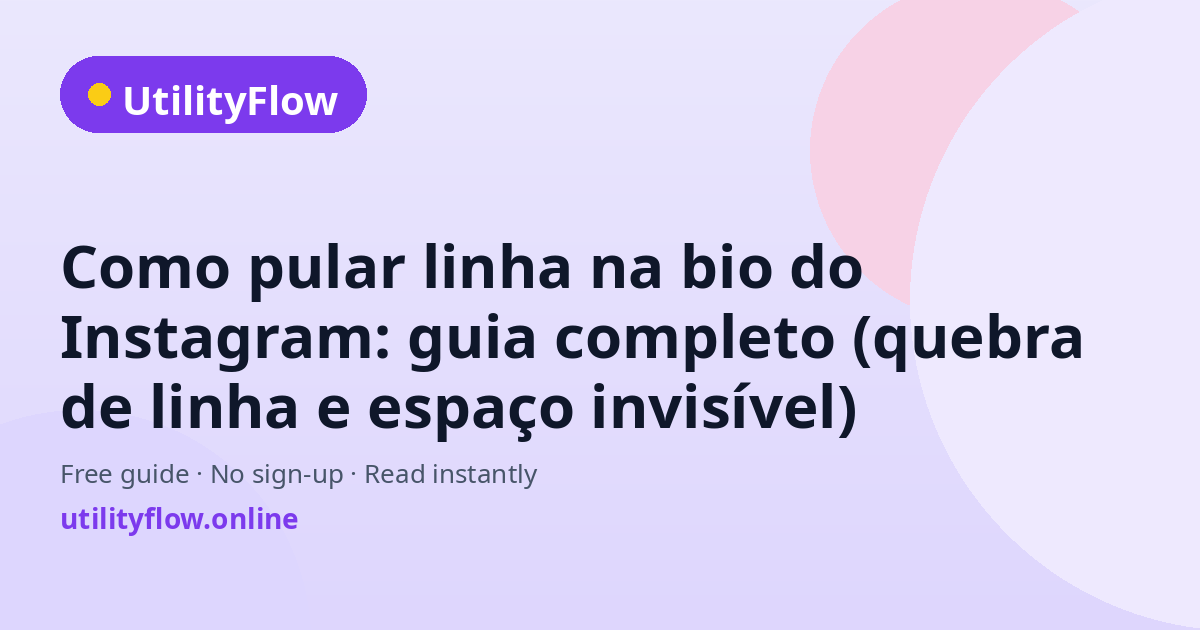 UtilityFlow
Como pular linha na bio do
Instagram: guia completo (quebra
de linha e espaço invisível)
Free guide · No sign-up · Read instantly
utilityflow.online